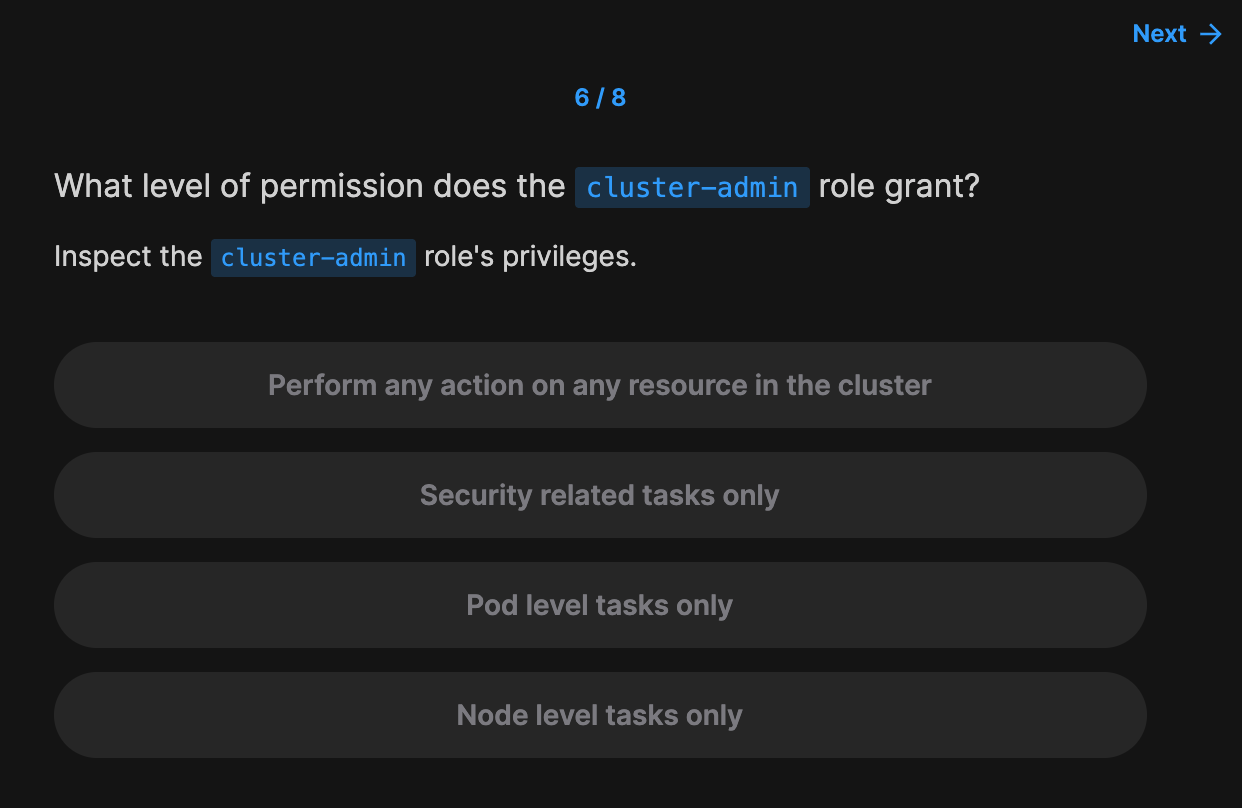 Next →
6 / 8
What level of permission does the cluster-admin role grant?
Inspect the cluster-admin role's privileges.
Perform any action on any resource in the cluster
Security related tasks only
Pod level tasks only
Node level tasks only